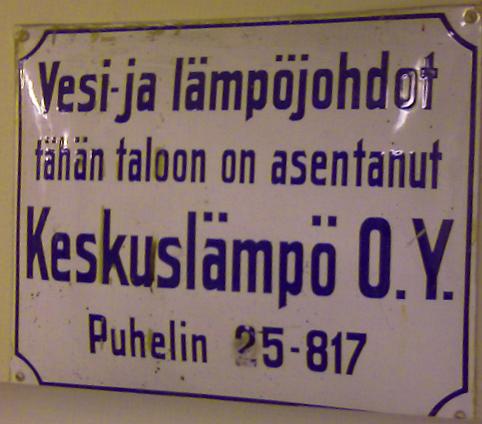 Vesi-ja lämpöjohdot
tähän taloon on asentanut
Keskuslämpö O.Y.
Puhelin 25-817